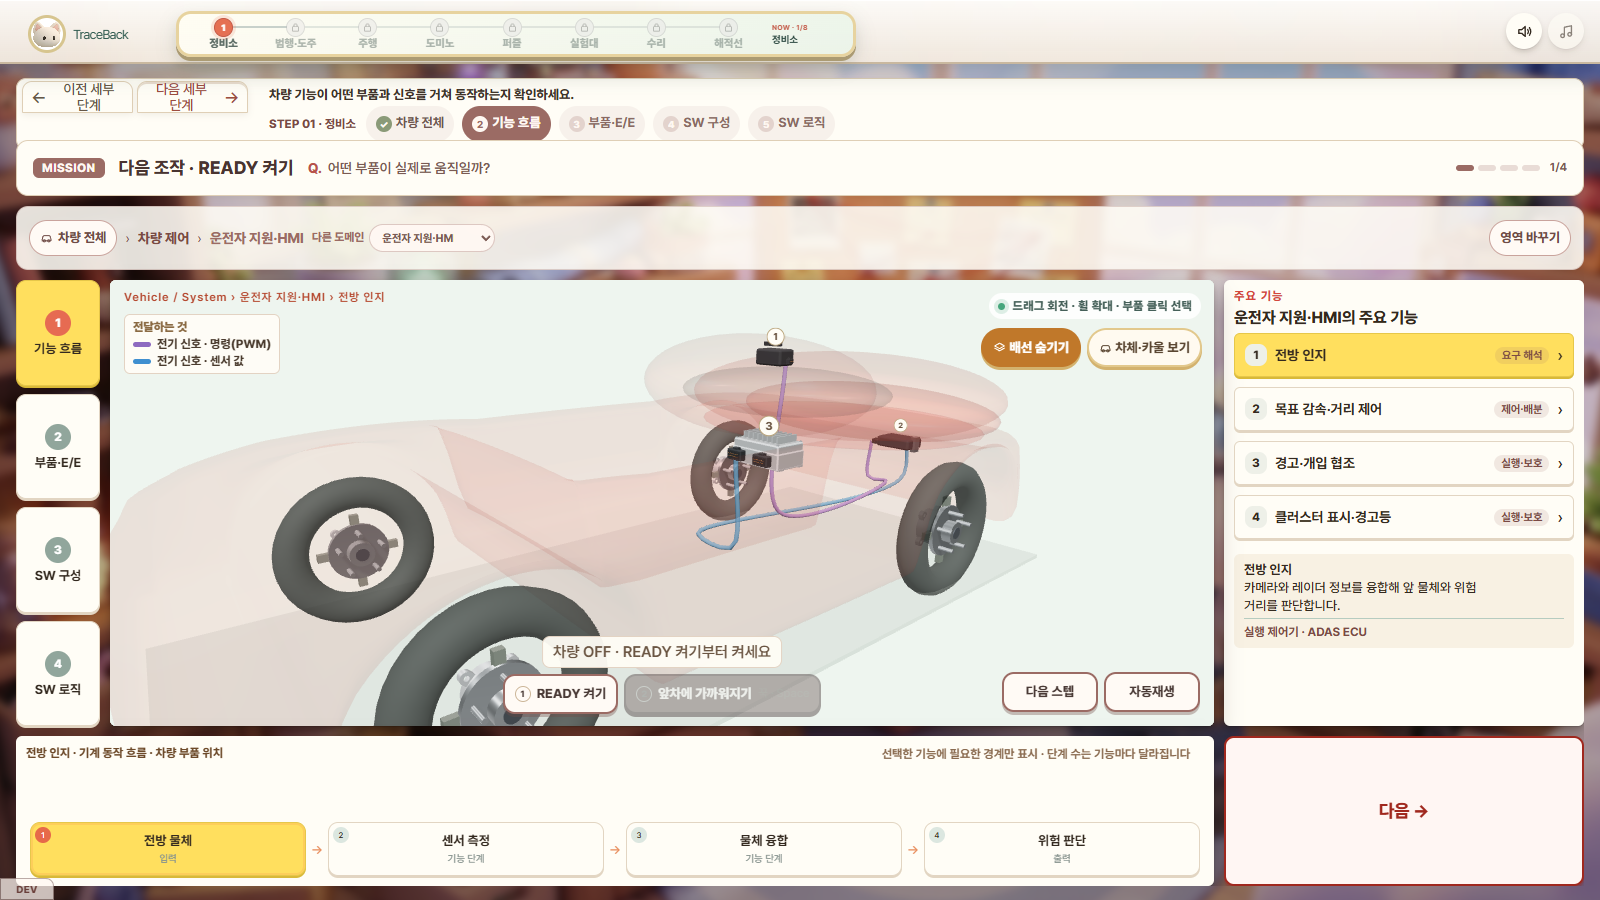 TraceBack
1
정비소
범행·도주
주행
도미노
퍼즐
실험대
수리
해적선
NOW · 1/8
정비소
이전 세부 단계
다음 세부 단계
차량 기능이 어떤 부품과 신호를 거쳐 동작하는지 확인하세요.
STEP 01 · 정비소
차량 전체
2 기능 흐름
3 부품·E/E
4 SW 구성
5 SW 로직
MISSION
다음 조작 · READY 켜기
Q. 어떤 부품이 실제로 움직일까?
1/4
차량 전체
› 차량 제어 › 운전자 지원·HMI
다른 도메인
운전자 지원·HM
영역 바꾸기
1
기능 흐름
2
부품·E/E
3
SW 구성
4
SW 로직
Vehicle / System › 운전자 지원·HMI › 전방 인지
전달하는 것
전기 신호 · 명령(PWM)
전기 신호 · 센서 값
드래그 회전 · 휠 확대 · 부품 클릭 선택
배선 숨기기
차체·카울 보기
1
2
3
차량 OFF · READY 켜기부터 켜세요
1 READY 켜기
앞차에 가까워지기
다음 스텝
자동재생
주요 기능
운전자 지원·HMI의 주요 기능
1 전방 인지 요구 해석 ›
2 목표 감속·거리 제어 제어·배분 ›
3 경고·개입 협조 실행·보호 ›
4 클러스터 표시·경고등 실행·보호 ›
전방 인지
카메라와 레이더 정보를 융합해 앞 물체와 위험
거리를 판단합니다.
실행 제어기 · ADAS ECU
전방 인지 · 기계 동작 흐름 · 차량 부품 위치
선택한 기능에 필요한 경계만 표시 · 단계 수는 기능마다 달라집니다
1
전방 물체
입력
→
2
센서 측정
기능 단계
→
3
물체 융합
기능 단계
→
4
위험 판단
출력
다음 →
DEV